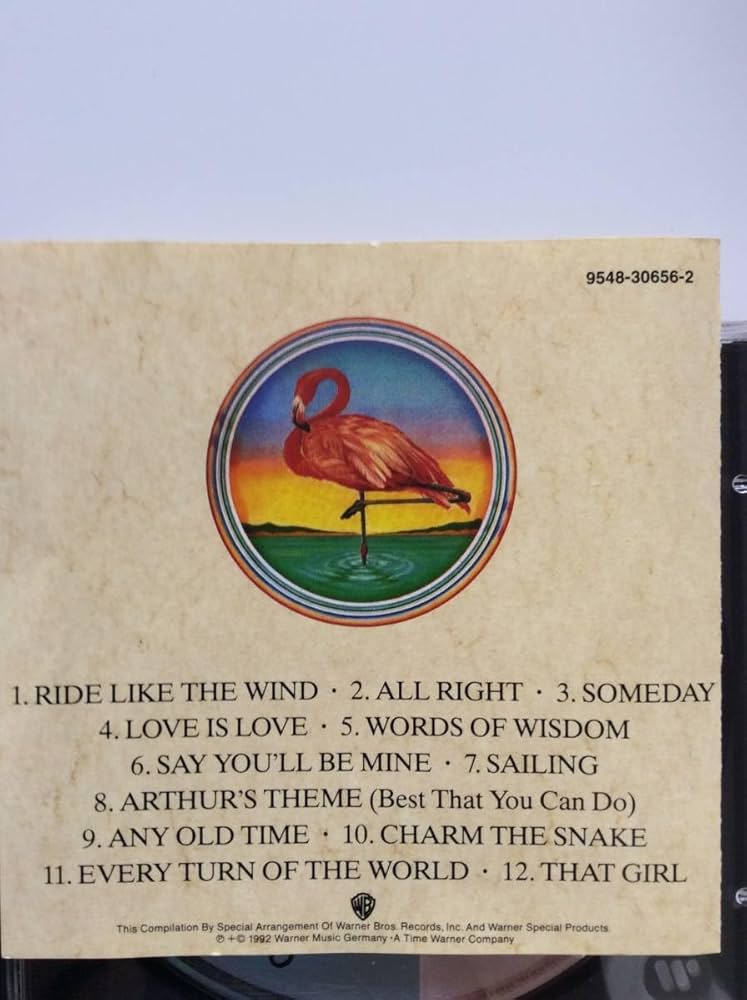 9548-30656-2
1. RIDE LIKE THE WIND · 2. ALL RIGHT · 3. SOMEDAY
4. LOVE IS LOVE · 5. WORDS OF WISDOM
6. SAY YOU'LL BE MINE · 7. SAILING
8. ARTHUR'S THEME (Best That You Can Do)
9. ANY OLD TIME · 10. CHARM THE SNAKE
11. EVERY TURN OF THE WORLD · 12. THAT GIRL
WB
This Compilation By Special Arrangement Of Warner Bros. Records, Inc. And Warner Special Products.
℗ + © 1992 Warner Music Germany · A Time Warner Company